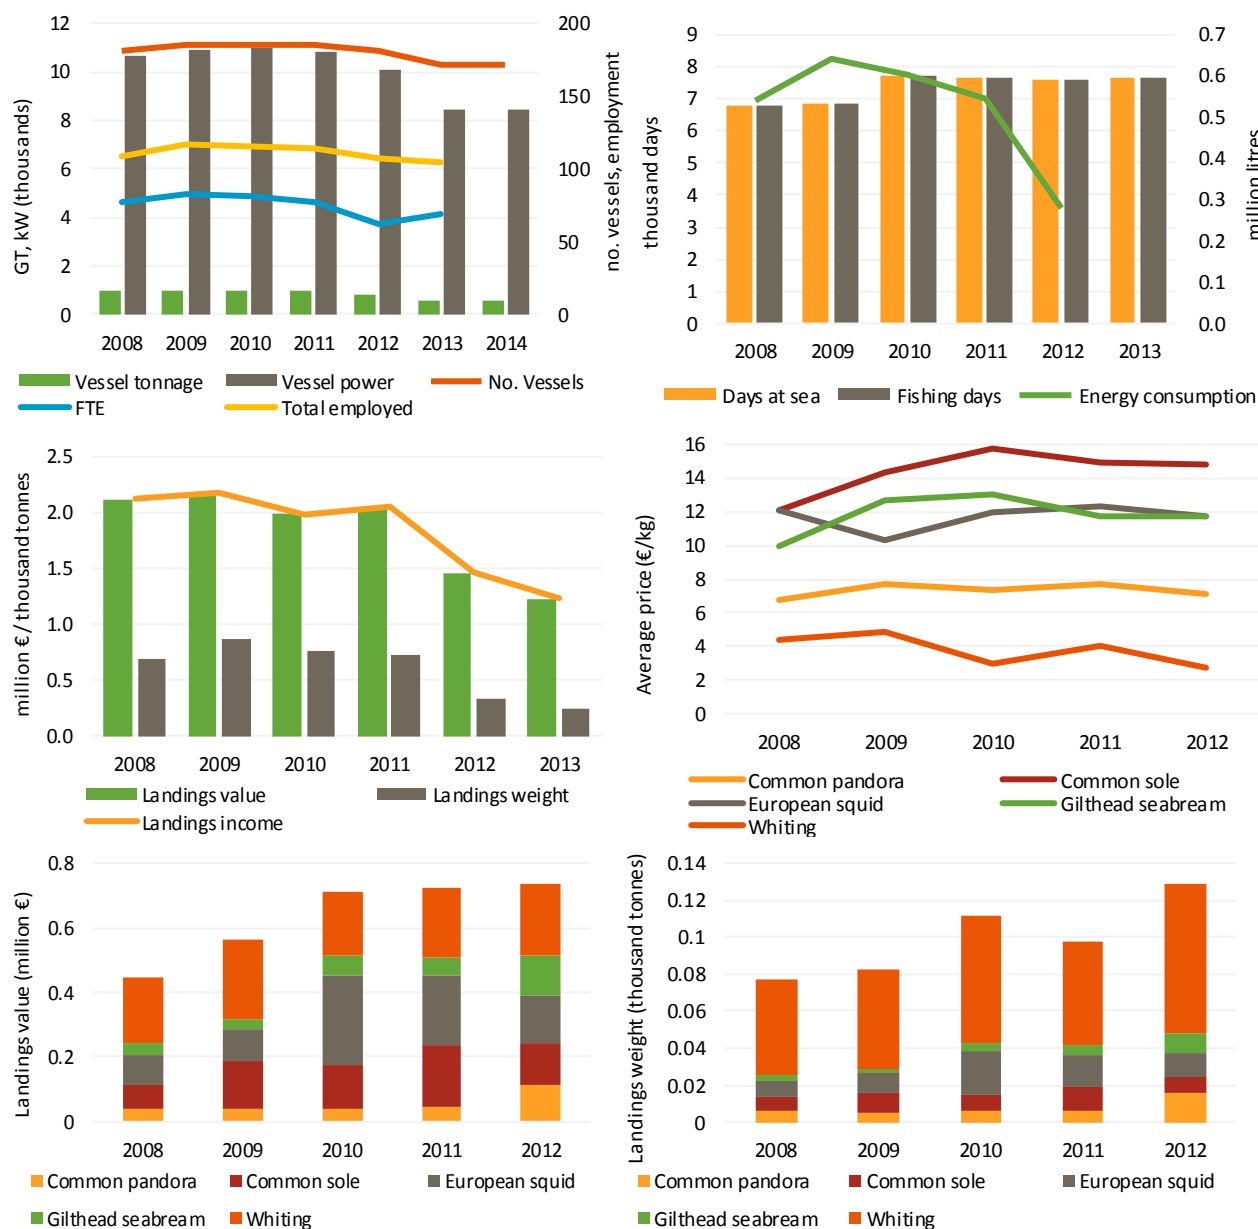 12
10
8
6
4
2
0
GT, kW (thousands)
200
150
100
50
0
no. vessels, employment
2008 2009 2010 2011 2012 2013 2014
Vessel tonnage Vessel power No. Vessels
FTE Total employed
9
8
7
6
5
4
3
2
1
0
thousand days
0.7
0.6
0.5
0.4
0.3
0.2
0.1
0.0
million litres
2008 2009 2010 2011 2012 2013
Days at sea Fishing days Energy consumption
2.5
2.0
1.5
1.0
0.5
0.0
million €/ thousand tonnes
2008 2009 2010 2011 2012 2013
Landings value Landings weight
Landings income
16
14
12
10
8
6
4
2
0
Average price (€/kg)
2008 2009 2010 2011 2012
Common pandora Common sole
European squid Gilthead seabream
Whiting
0.8
0.6
0.4
0.2
0
Landings value (million €)
2008 2009 2010 2011 2012
Common pandora Common sole European squid
Gilthead seabream Whiting
0.14
0.12
0.1
0.08
0.06
0.04
0.02
0
Landings weight (thousand tonnes)
2008 2009 2010 2011 2012
Common pandora Common sole European squid
Gilthead seabream Whiting